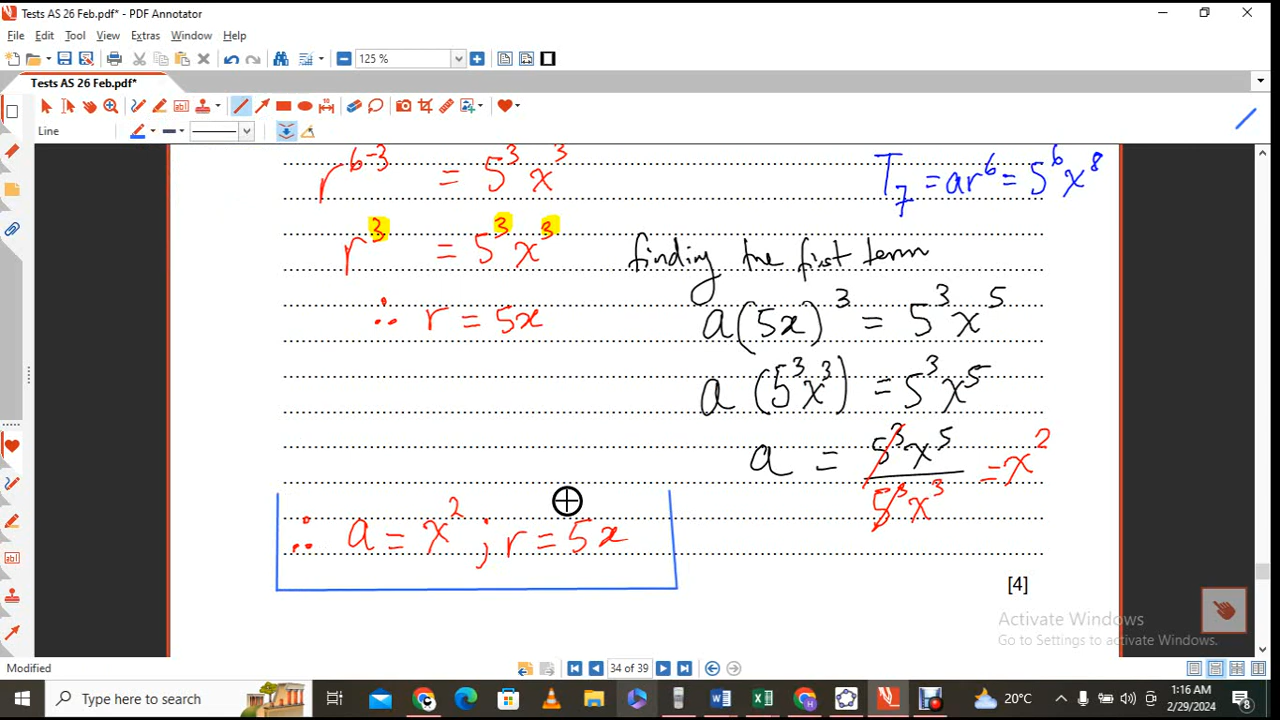 Tests AS 26 Feb.pdf* - PDF Annotator
File Edit Tool View Extras Window Help
125 %
Tests AS 26 Feb.pdf*
Line
r^{6-3} = 5^3 x^3
T_7 = ar^6 = 5^6 x^8
r^3 = 5^3 x^3
finding the first term
∴ r = 5x
a(5x)^3 = 5^3 x^5
a (5^3 x^3) = 5^3 x^5
a = 5^3 x^5 / 5^3 x^3 = x^2
∴ a = x^2 ; r = 5x
[4]
Activate Windows
Go to Settings to activate Windows.
Modified
34 of 39
Type here to search
20°C
1:16 AM
2/29/2024
8